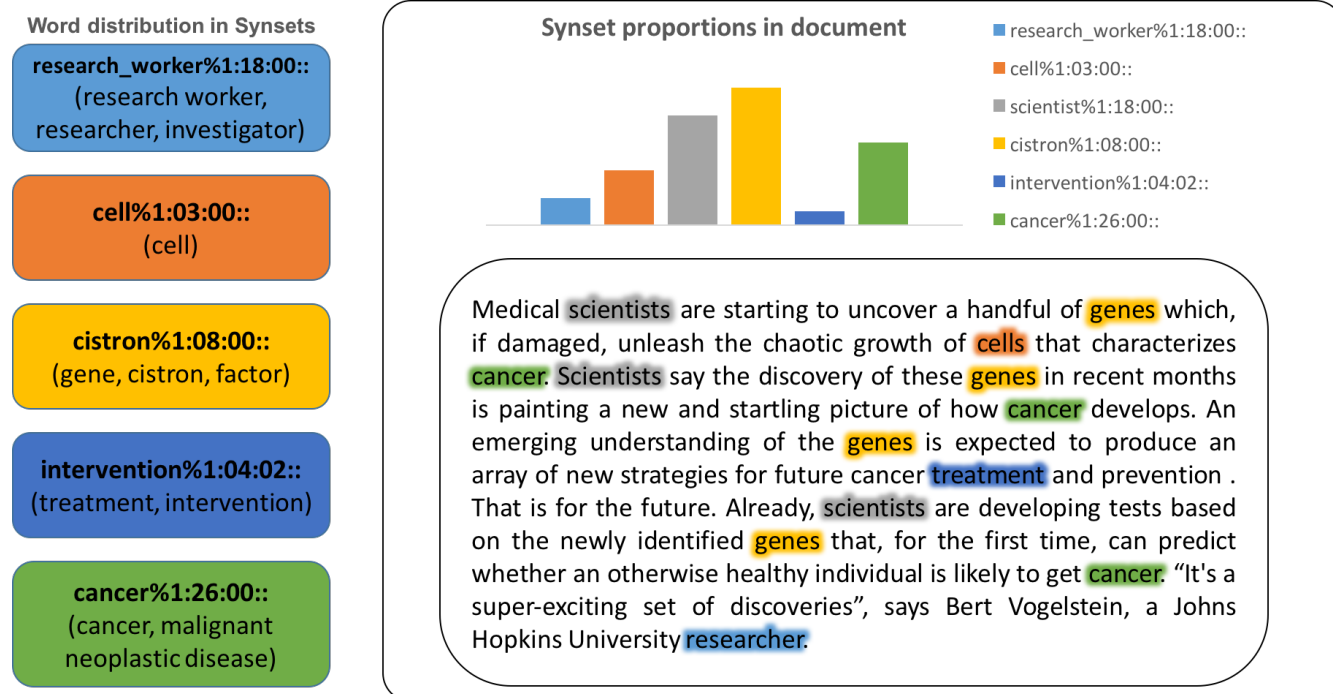 Word distribution in Synsets
research_worker%1:18:00::
(research worker,
researcher, investigator)
cell%1:03:00::
(cell)
cistron%1:08:00::
(gene, cistron, factor)
intervention%1:04:02::
(treatment, intervention)
cancer%1:26:00::
(cancer, malignant
neoplastic disease)
Synset proportions in document
research_worker%1:18:00::
cell%1:03:00::
scientist%1:18:00::
cistron%1:08:00::
intervention%1:04:02::
cancer%1:26:00::
Medical scientists are starting to uncover a handful of genes which,
if damaged, unleash the chaotic growth of cells that characterizes
cancer. Scientists say the discovery of these genes in recent months
is painting a new and startling picture of how cancer develops. An
emerging understanding of the genes is expected to produce an
array of new strategies for future cancer treatment and prevention .
That is for the future. Already, scientists are developing tests based
on the newly identified genes that, for the first time, can predict
whether an otherwise healthy individual is likely to get cancer. “It's a
super-exciting set of discoveries”, says Bert Vogelstein, a Johns
Hopkins University researcher.